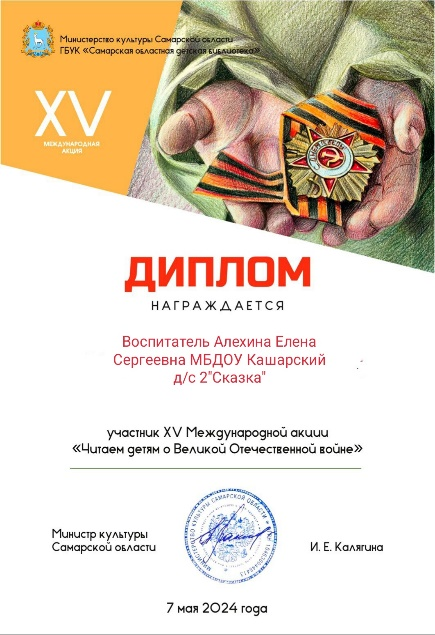 Министерство культуры Самарской области
ГБУК «Самарская областная детская библиотека»
XV
МЕЖДУНАРОДНАЯ
АКЦИЯ
ДИПЛОМ
НАГРАЖДАЕТСЯ
Воспитатель Алехина Елена
Сергеевна МБДОУ Кашарский
д/с 2"Сказка"
участник XV Международной акции
«Читаем детям о Великой Отечественной войне»
Министр культуры
Самарской области
И. Е. Калягина
7 мая 2024 года